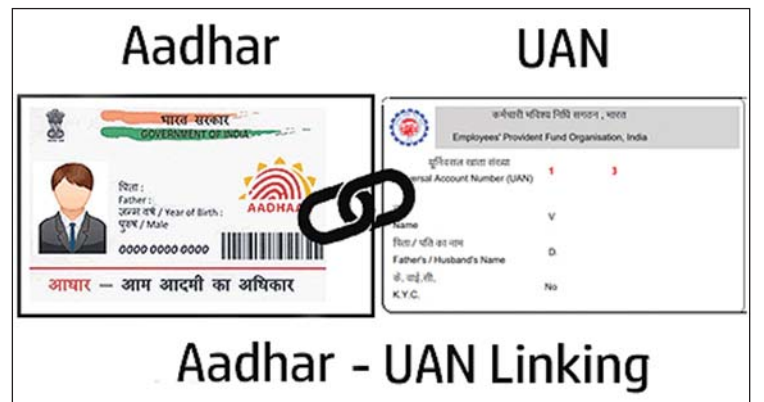 Aadhar
UAN
भारत सरकार
GOVERNMENT OF INDIA
पिता :
Father :
जन्म वर्ष / Year of Birth :
पुरुष / Male
AADHAA
0000 0000 0000
आधार – आम आदमी का अधिकार
कर्मचारी भविष्य निधि संगठन , भारत
Employees' Provident Fund Organisation, India
यूनिवर्सल खाता संख्या
ersal Account Number (UAN) 1 3
Name V
पिता / पति का नाम
Father's / Husband's Name D.
के. वाई.सी.
K.Y.C. No
Aadhar - UAN Linking